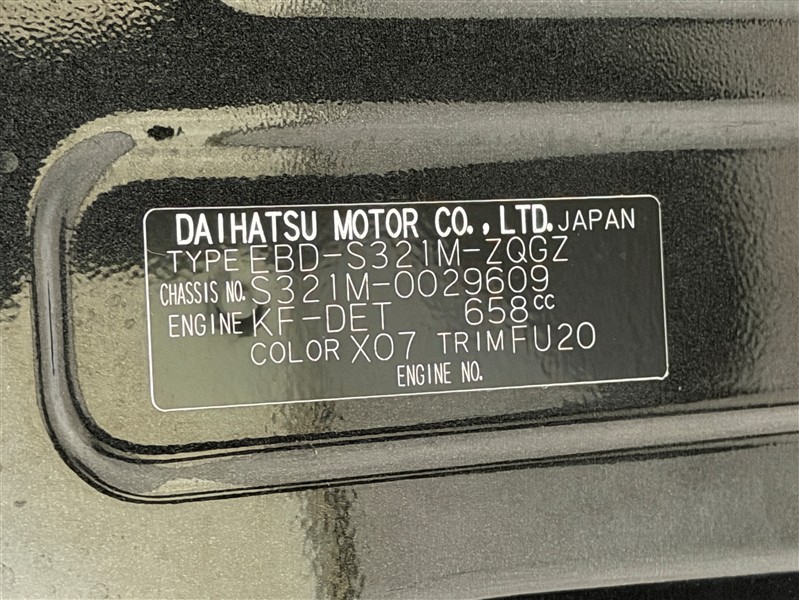 DAIHATSU MOTOR CO.,LTD. JAPAN
TYPE EBD-S321M-ZQGZ
CHASSIS NO. S321M-0029609
ENGINE KF-DET 658cc
COLOR X07 TRIM FU20
ENGINE NO.